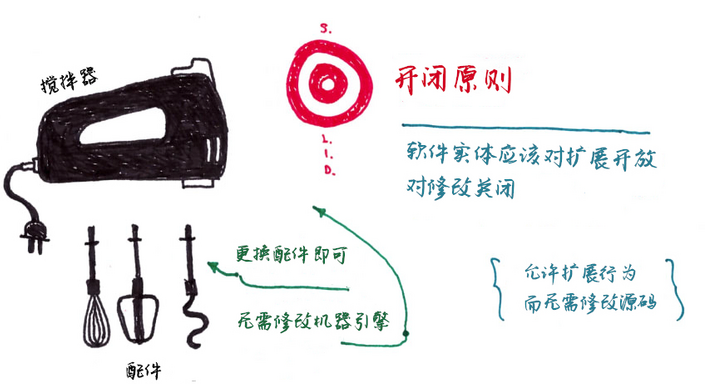 搅拌器
S.
L.
I.
D.
开闭原则
软件实体应该对扩展开放
对修改关闭
更换配件即可
无需修改机器引擎
允许扩展行为
而无需修改源码
配件